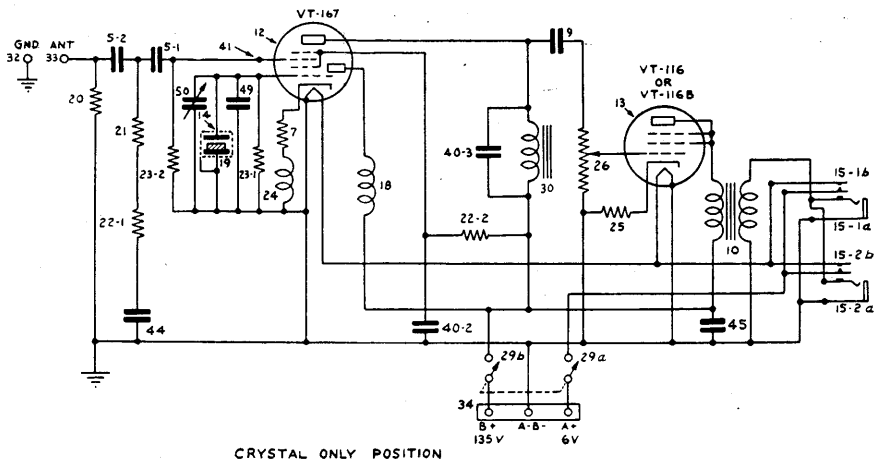 VT-167
GND. ANT
32 33
5-2
5-1
41
12
9
VT-116
OR
VT-116B
13
20
21
50
49
14
19
7
23-2
23-1
24
18
22-1
40-3
30
26
22-2
25
10
15-1b
15-1a
15-2b
15-2a
44
40-2
45
29b
29a
34
B+ A-B- A+
135V 6V
CRYSTAL ONLY POSITION